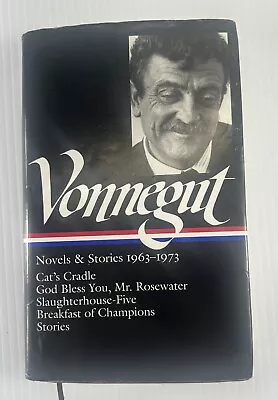 Vonnegut
Novels & Stories 1963–1973
Cat's Cradle
God Bless You, Mr. Rosewater
Slaughterhouse-Five
Breakfast of Champions
Stories